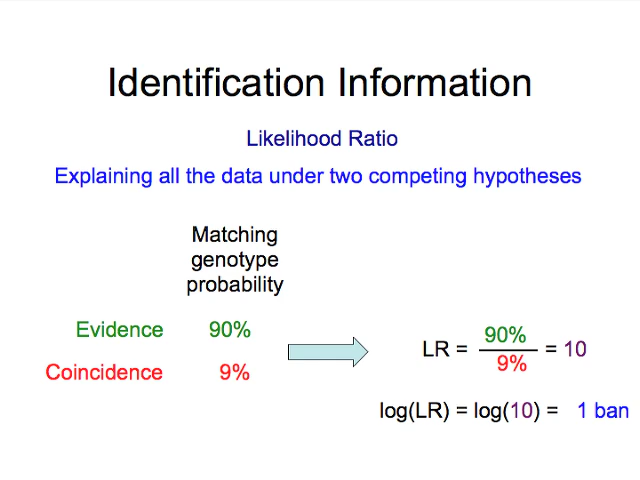 Identification Information
Likelihood Ratio
Explaining all the data under two competing hypotheses
Matching
genotype
probability
Evidence 90%
Coincidence 9%
LR = 90% / 9% = 10
log(LR) = log(10) = 1 ban